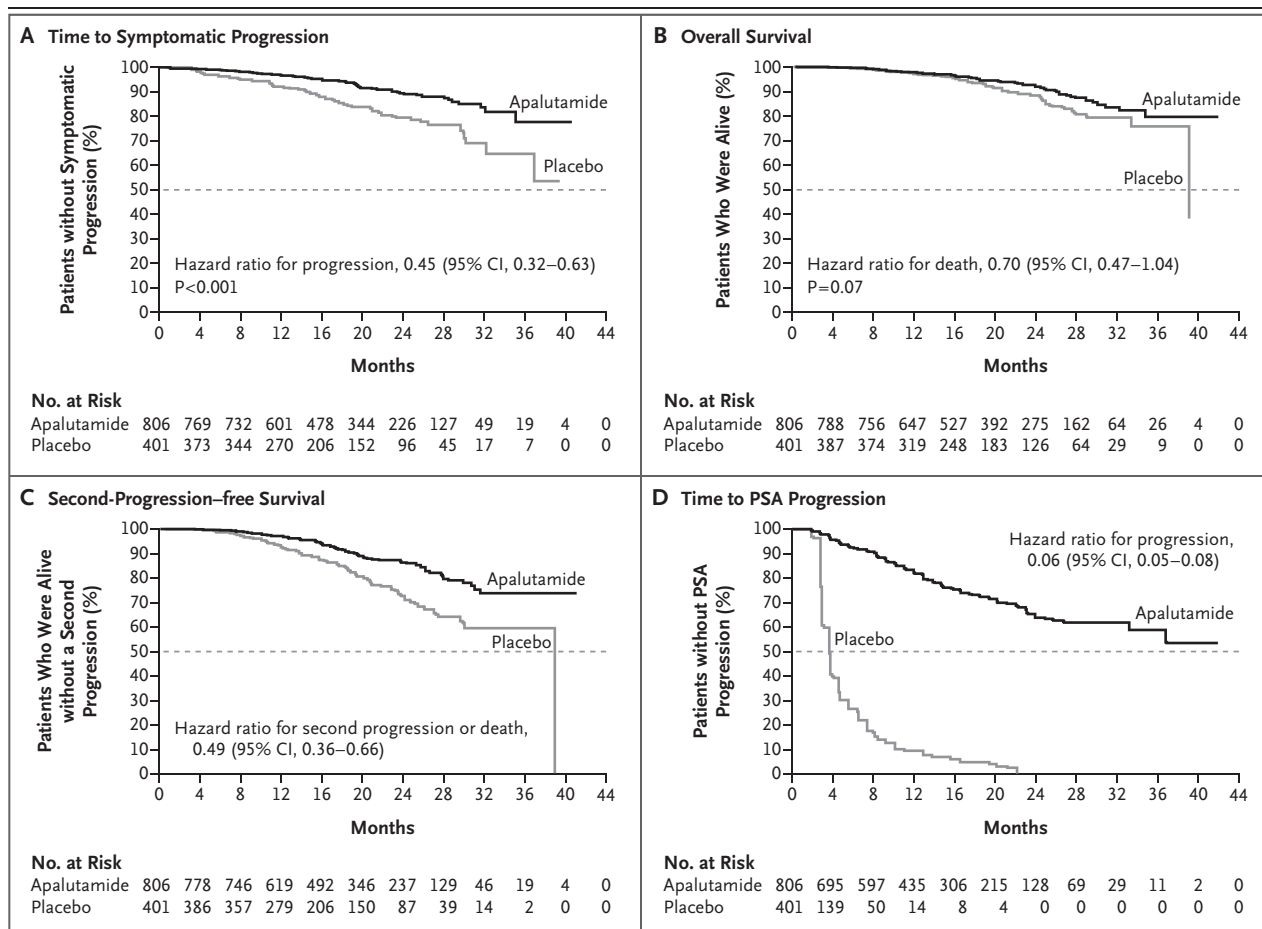 A Time to Symptomatic Progression
Patients without Symptomatic
Progression (%)
100
90
80
70
60
50
40
30
20
10
0
Apalutamide
Placebo
Hazard ratio for progression, 0.45 (95% CI, 0.32–0.63)
P<0.001
0 4 8 12 16 20 24 28 32 36 40 44
Months
No. at Risk
Apalutamide 806 769 732 601 478 344 226 127 49 19 4 0
Placebo 401 373 344 270 206 152 96 45 17 7 0 0
B Overall Survival
Patients Who Were Alive (%)
100
90
80
70
60
50
40
30
20
10
0
Apalutamide
Placebo
Hazard ratio for death, 0.70 (95% CI, 0.47–1.04)
P=0.07
0 4 8 12 16 20 24 28 32 36 40 44
Months
No. at Risk
Apalutamide 806 788 756 647 527 392 275 162 64 26 4 0
Placebo 401 387 374 319 248 183 126 64 29 9 0 0
C Second-Progression–free Survival
Patients Who Were Alive
without a Second
Progression (%)
100
90
80
70
60
50
40
30
20
10
0
Apalutamide
Placebo
Hazard ratio for second progression or death,
0.49 (95% CI, 0.36–0.66)
0 4 8 12 16 20 24 28 32 36 40 44
Months
No. at Risk
Apalutamide 806 778 746 619 492 346 237 129 46 19 4 0
Placebo 401 386 357 279 206 150 87 39 14 2 0 0
D Time to PSA Progression
Patients without PSA
Progression (%)
100
90
80
70
60
50
40
30
20
10
0
Hazard ratio for progression,
0.06 (95% CI, 0.05–0.08)
Apalutamide
Placebo
0 4 8 12 16 20 24 28 32 36 40 44
Months
No. at Risk
Apalutamide 806 695 597 435 306 215 128 69 29 11 2 0
Placebo 401 139 50 14 8 4 0 0 0 0 0 0